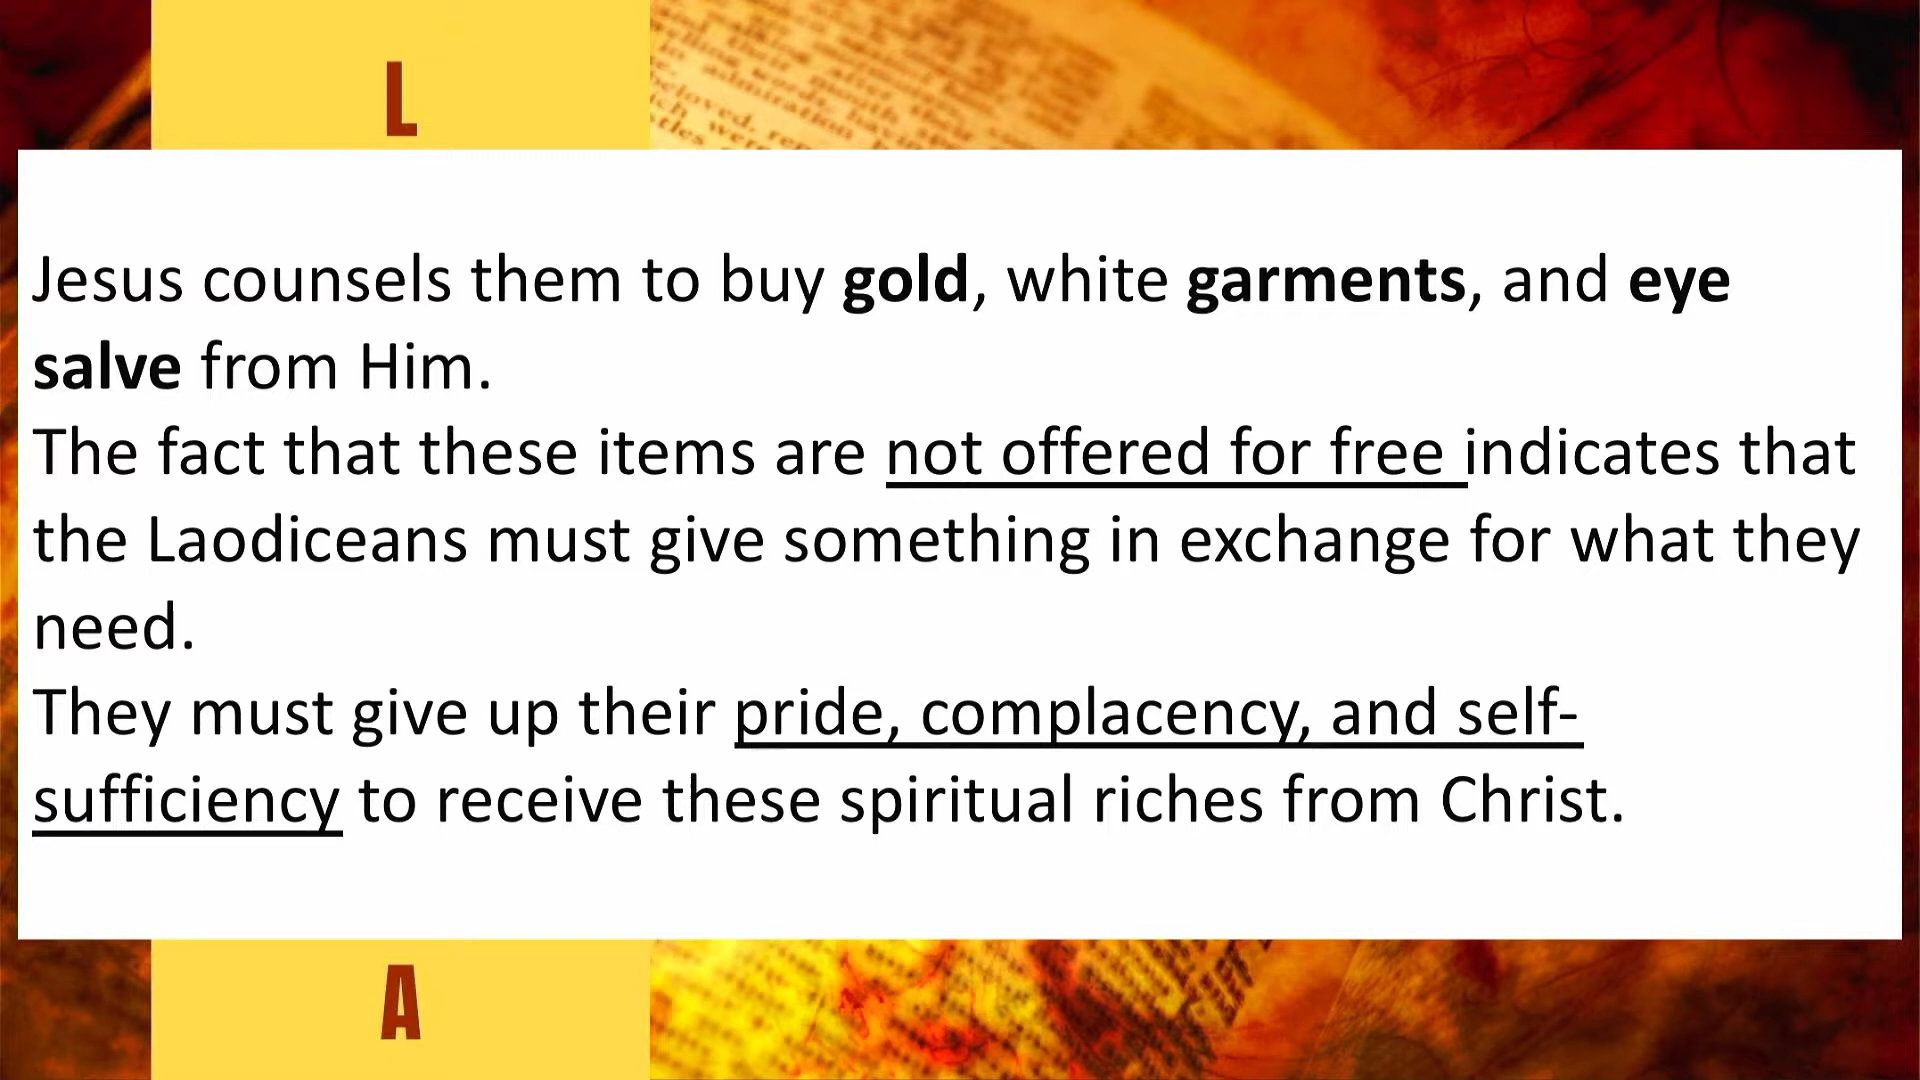 L
Jesus counsels them to buy gold, white garments, and eye
salve from Him.
The fact that these items are not offered for free indicates that
the Laodiceans must give something in exchange for what they
need.
They must give up their pride, complacency, and self-
sufficiency to receive these spiritual riches from Christ.
A